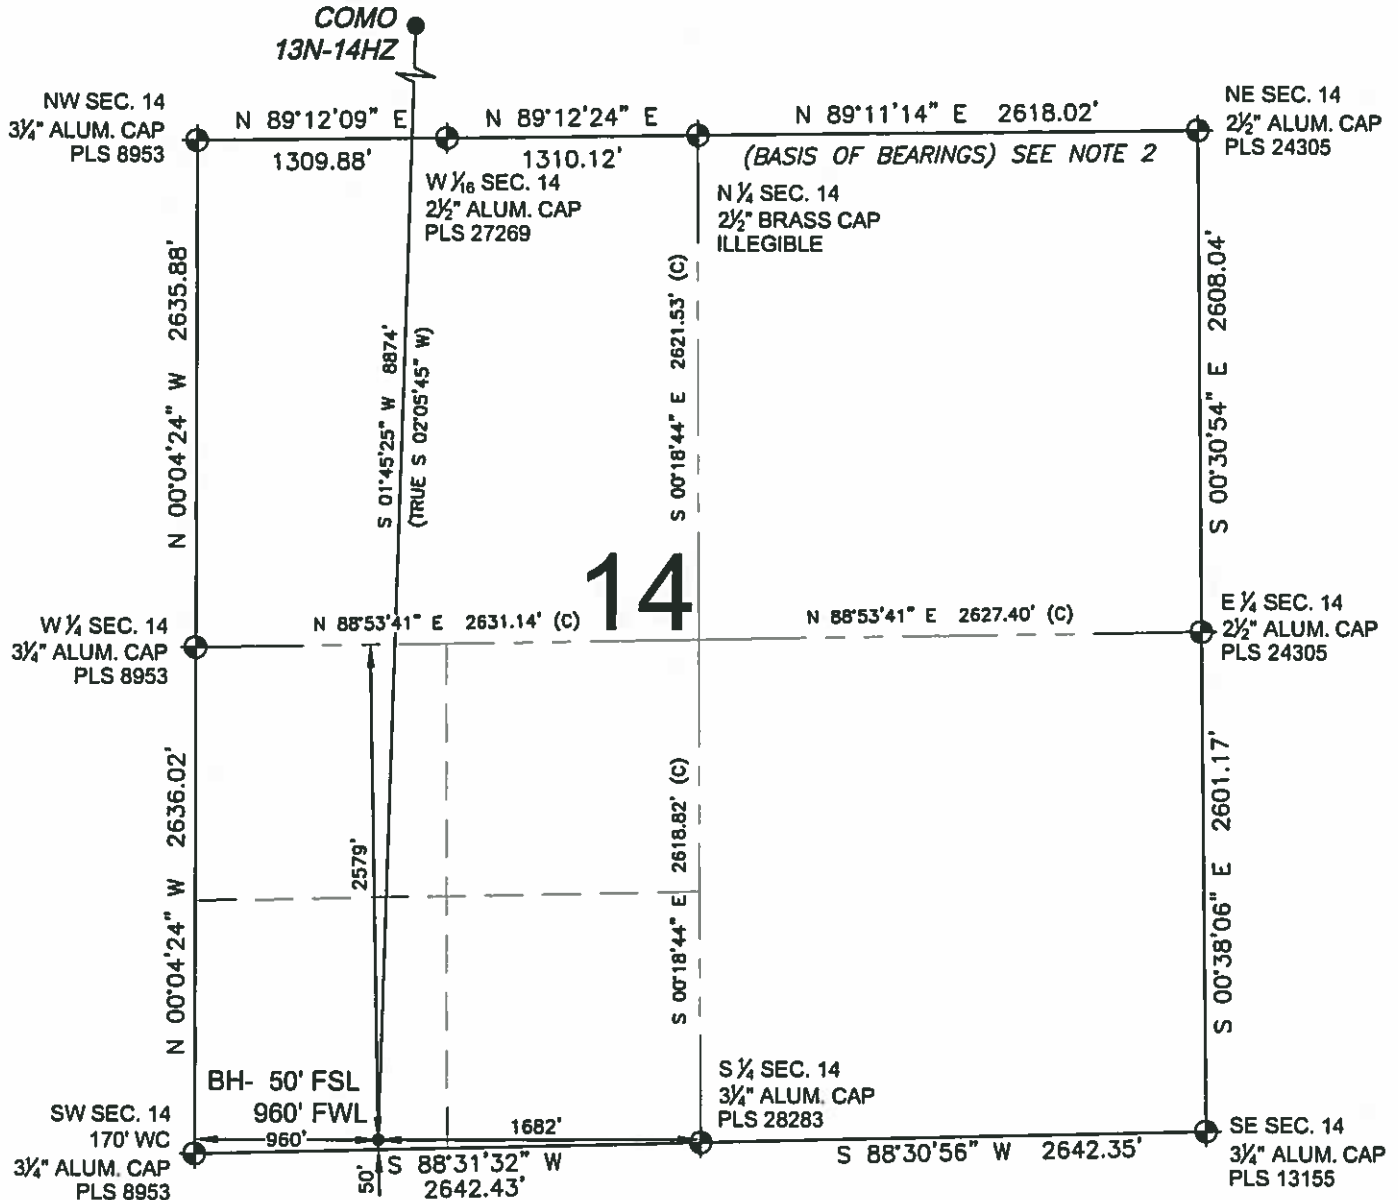 COMO
13N-14HZ
NW SEC. 14
3¼" ALUM. CAP
PLS 8953
N 89°12'09" E
1309.88'
N 89°12'24" E
1310.12'
N 89°11'14" E 2618.02'
(BASIS OF BEARINGS) SEE NOTE 2
NE SEC. 14
2½" ALUM. CAP
PLS 24305
W 1/16 SEC. 14
2½" ALUM. CAP
PLS 27269
N ¼ SEC. 14
2½" BRASS CAP
ILLEGIBLE
N 00°04'24" W 2635.88'
S 01°45'25" W 8874'
(TRUE S 02°05'45" W)
S 00°18'44" E 2621.53' (C)
S 00°30'54" E 2608.04'
14
W ¼ SEC. 14
3¼" ALUM. CAP
PLS 8953
N 88°53'41" E 2631.14' (C)
N 88°53'41" E 2627.40' (C)
E ¼ SEC. 14
2½" ALUM. CAP
PLS 24305
N 00°04'24" W 2636.02'
2579'
S 00°18'44" E 2618.82' (C)
S 00°38'06" E 2601.17'
BH- 50' FSL
960' FWL
SW SEC. 14
170' WC
3¼" ALUM. CAP
PLS 8953
960'
1682'
50'
S 88°31'32" W
2642.43'
S ¼ SEC. 14
3¼" ALUM. CAP
PLS 28283
S 88°30'56" W 2642.35'
SE SEC. 14
3¼" ALUM. CAP
PLS 13155